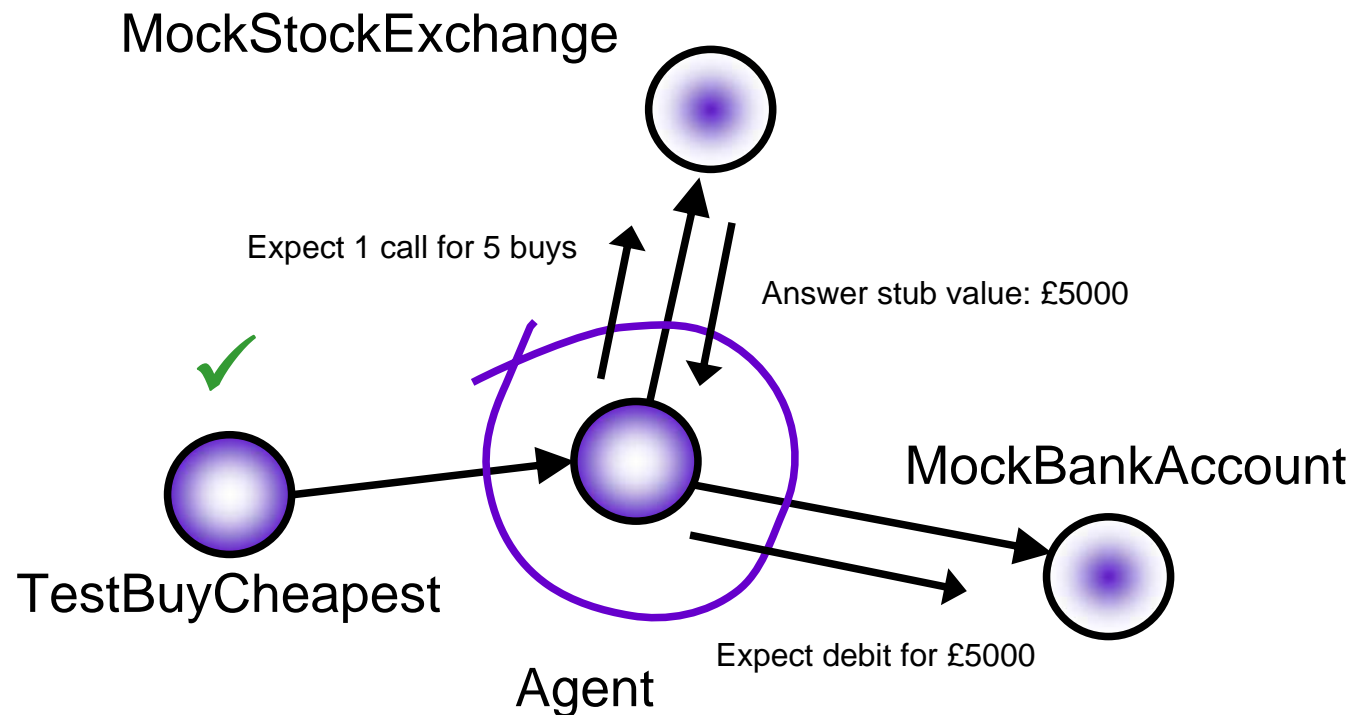 MockStockExchange
Expect 1 call for 5 buys
Answer stub value: £5000
MockBankAccount
TestBuyCheapest
Expect debit for £5000
Agent